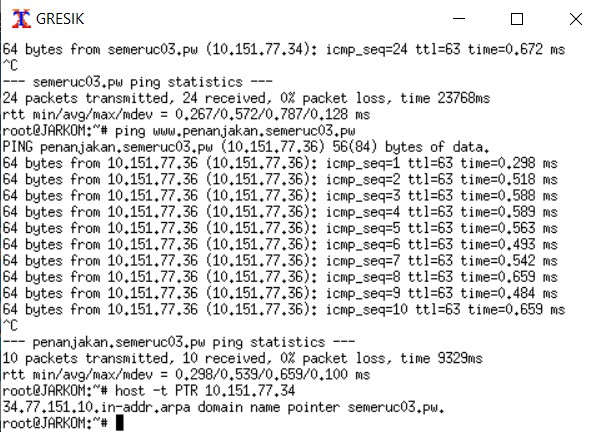 GRESIK
64 bytes from semeruc03.pw (10.151.77.34): icmp_seq=24 ttl=63 time=0.672 ms
^C
--- semeruc03.pw ping statistics ---
24 packets transmitted, 24 received, 0% packet loss, time 23768ms
rtt min/avg/max/mdev = 0.267/0.572/0.787/0.128 ms
root@JARKOM:~# ping www.penanjakan.semeruc03.pw
PING penanjakan.semeruc03.pw (10.151.77.36) 56(84) bytes of data.
64 bytes from 10.151.77.36 (10.151.77.36): icmp_seq=1 ttl=63 time=0.298 ms
64 bytes from 10.151.77.36 (10.151.77.36): icmp_seq=2 ttl=63 time=0.518 ms
64 bytes from 10.151.77.36 (10.151.77.36): icmp_seq=3 ttl=63 time=0.588 ms
64 bytes from 10.151.77.36 (10.151.77.36): icmp_seq=4 ttl=63 time=0.589 ms
64 bytes from 10.151.77.36 (10.151.77.36): icmp_seq=5 ttl=63 time=0.563 ms
64 bytes from 10.151.77.36 (10.151.77.36): icmp_seq=6 ttl=63 time=0.493 ms
64 bytes from 10.151.77.36 (10.151.77.36): icmp_seq=7 ttl=63 time=0.542 ms
64 bytes from 10.151.77.36 (10.151.77.36): icmp_seq=8 ttl=63 time=0.659 ms
64 bytes from 10.151.77.36 (10.151.77.36): icmp_seq=9 ttl=63 time=0.484 ms
64 bytes from 10.151.77.36 (10.151.77.36): icmp_seq=10 ttl=63 time=0.659 ms
^C
--- penanjakan.semeruc03.pw ping statistics ---
10 packets transmitted, 10 received, 0% packet loss, time 9329ms
rtt min/avg/max/mdev = 0.298/0.539/0.659/0.100 ms
root@JARKOM:~# host -t PTR 10.151.77.34
34.77.151.10.in-addr.arpa domain name pointer semeruc03.pw.
root@JARKOM:~#